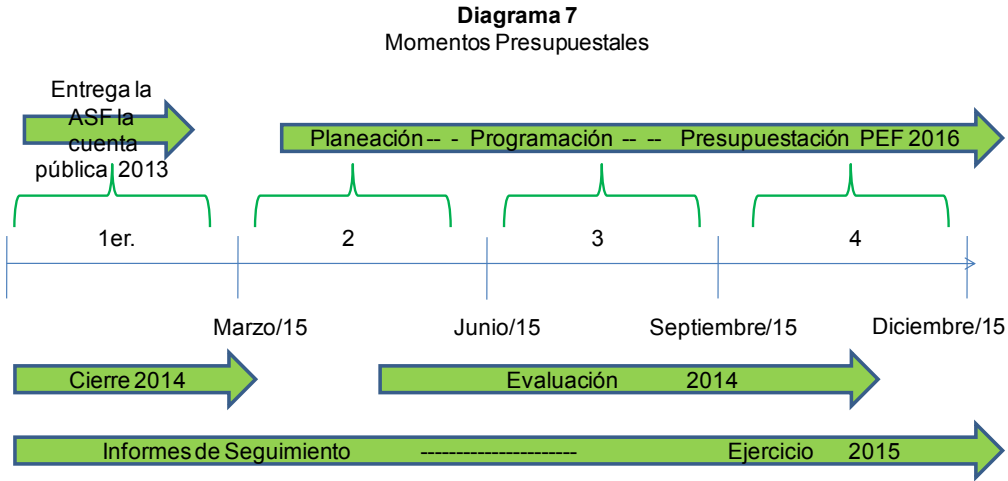 Diagrama 7
Momentos Presupuestales
Entrega la
ASF la
cuenta
pública 2013
Planeación-- - Programación -- -- Presupuestación PEF 2016
1er.
2
3
4
Marzo/15
Junio/15
Septiembre/15
Diciembre/15
Cierre 2014
Evaluación 2014
Informes de Seguimiento ---------------------- Ejercicio 2015